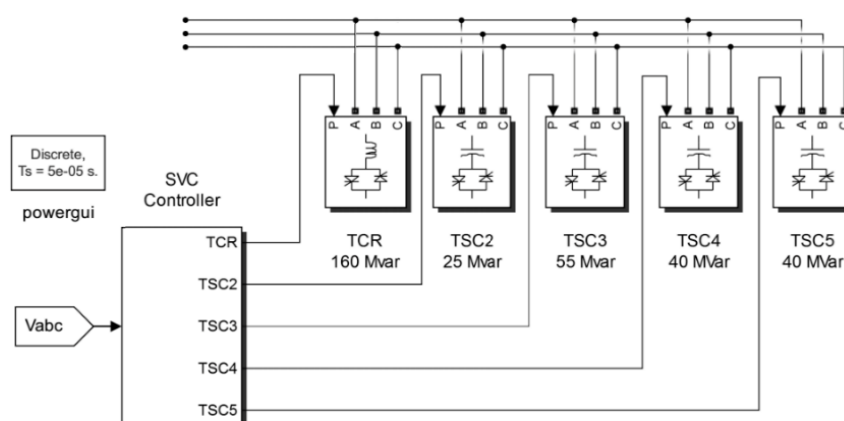 P A B C
P A B C
P A B C
P A B C
P A B C
Discrete,
Ts = 5e-05 s.
powergui
SVC
Controller
TCR
160 Mvar
TSC2
25 Mvar
TSC3
55 Mvar
TSC4
40 MVar
TSC5
40 MVar
Vabc
TCR
TSC2
TSC3
TSC4
TSC5